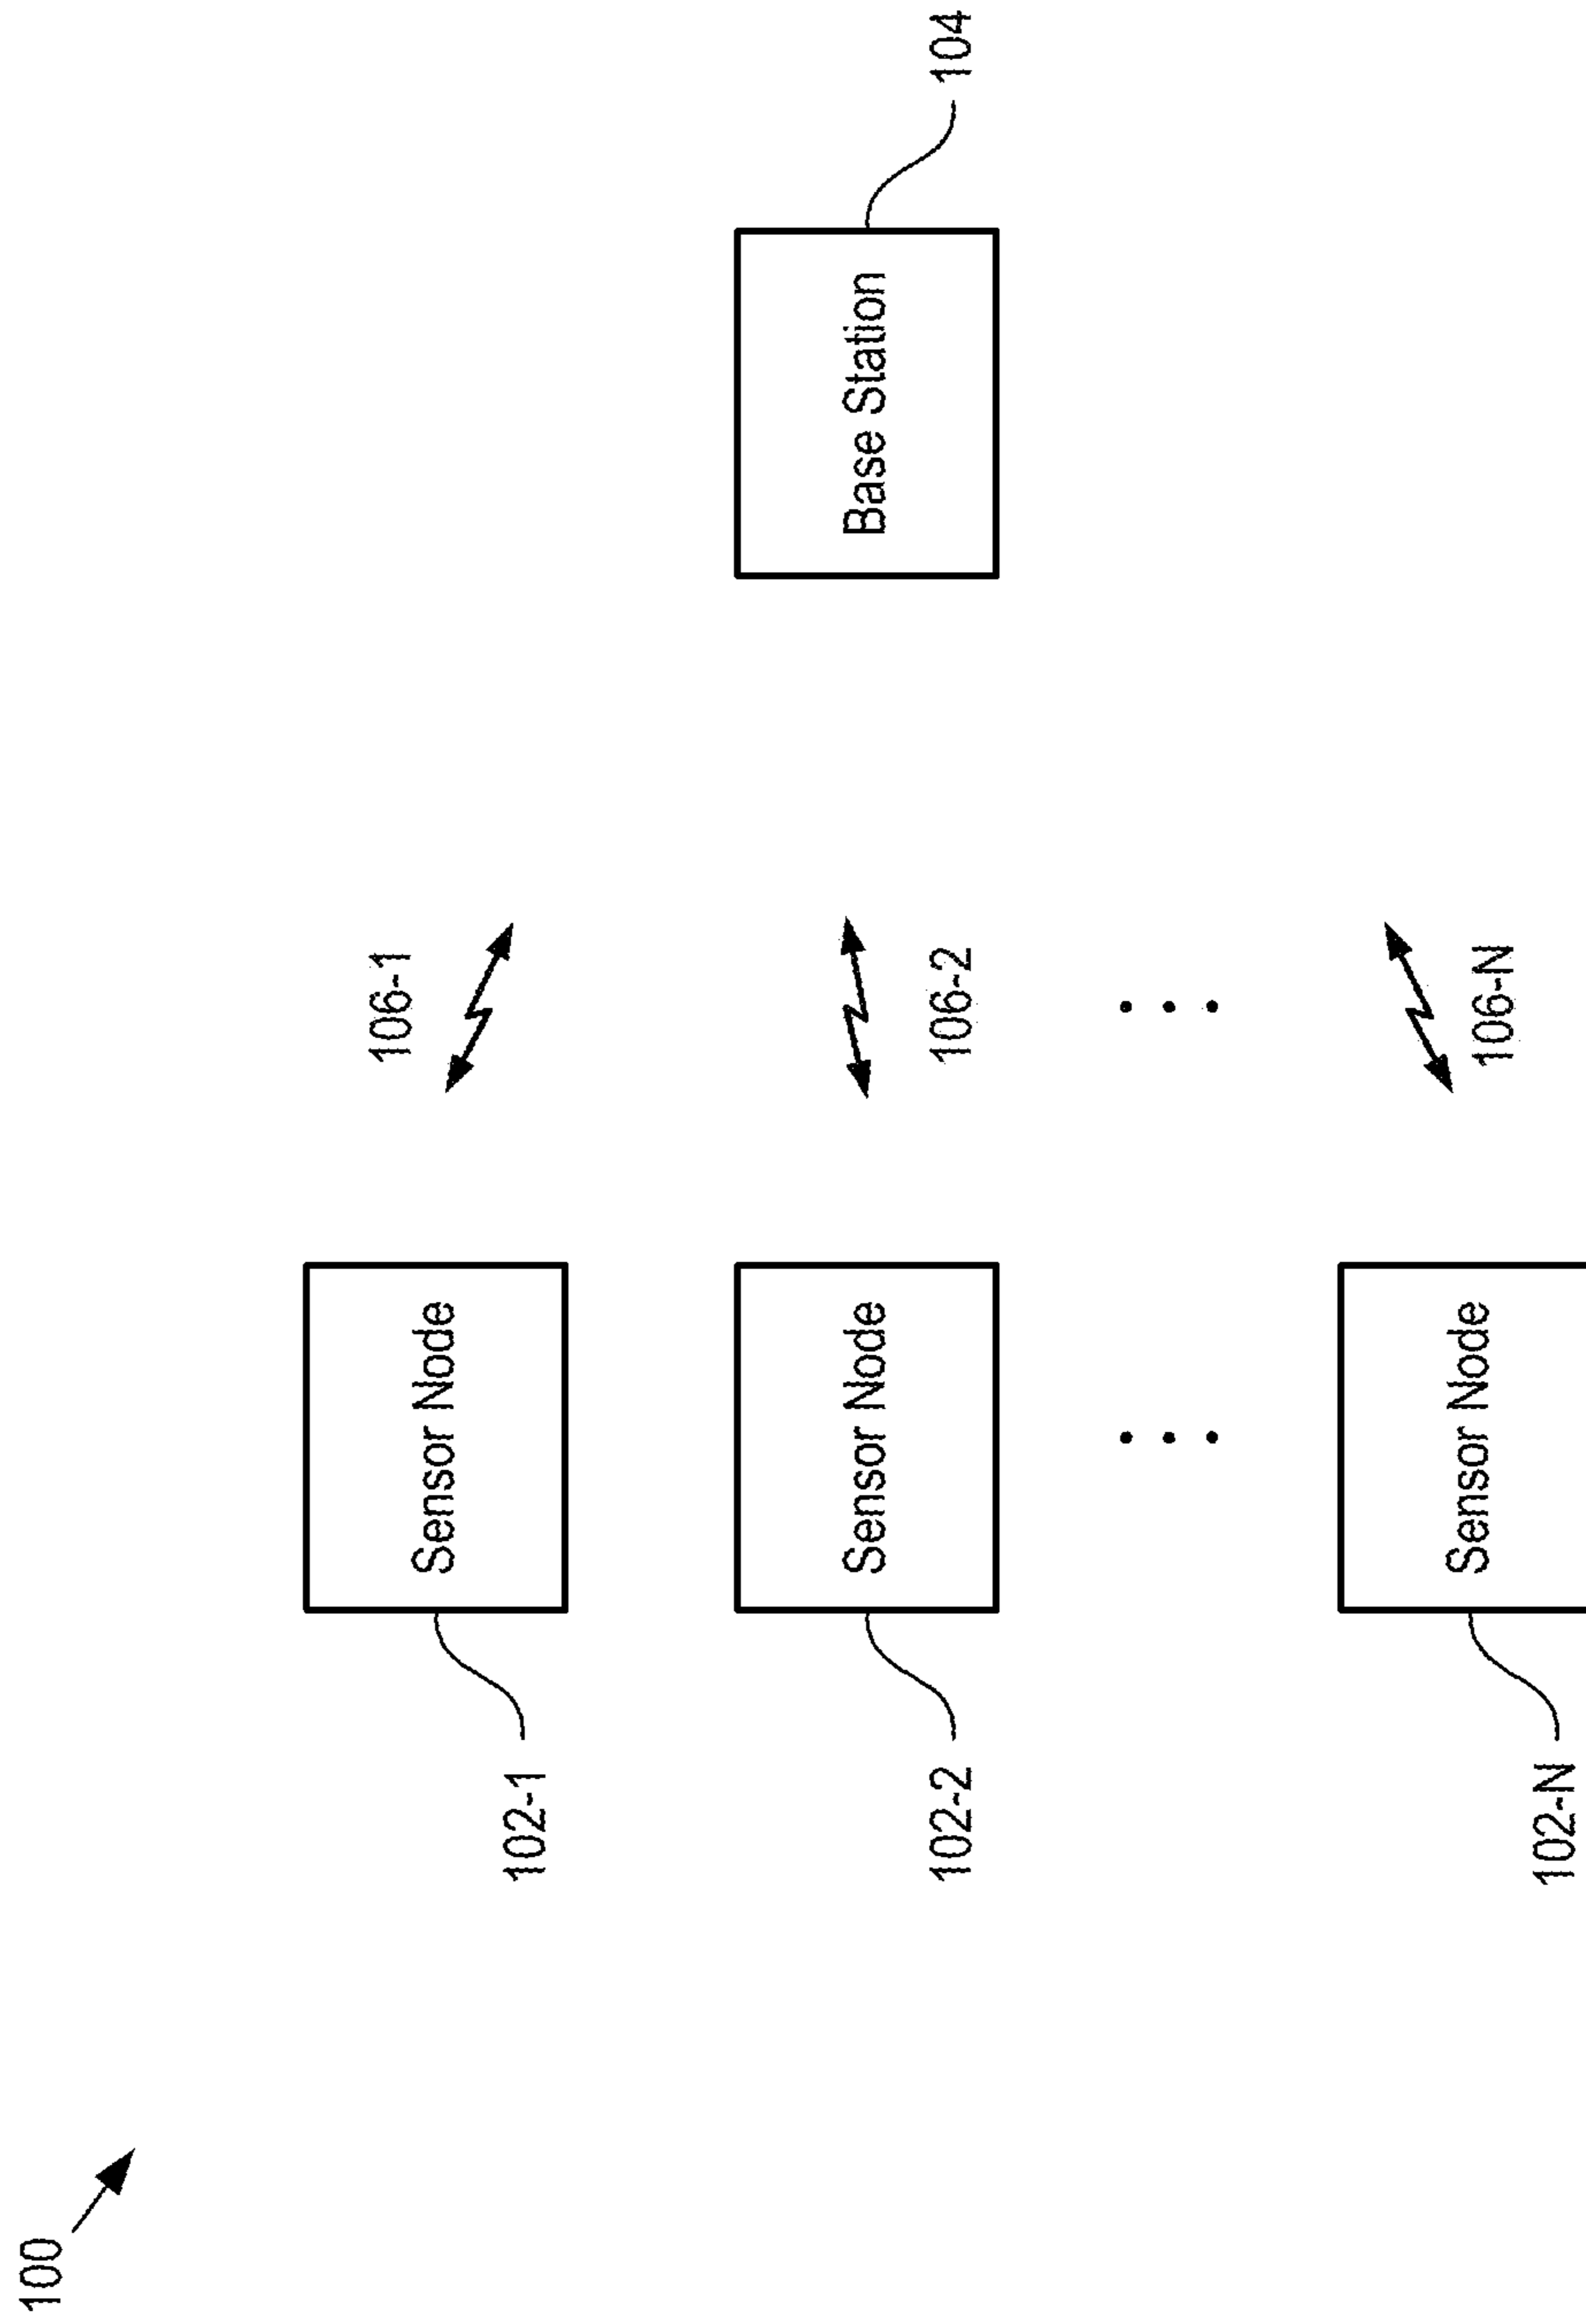 100
102-1
Sensor Node
106-1
102-2
Sensor Node
106-2
Base Station
104
102-N
Sensor Node
106-N